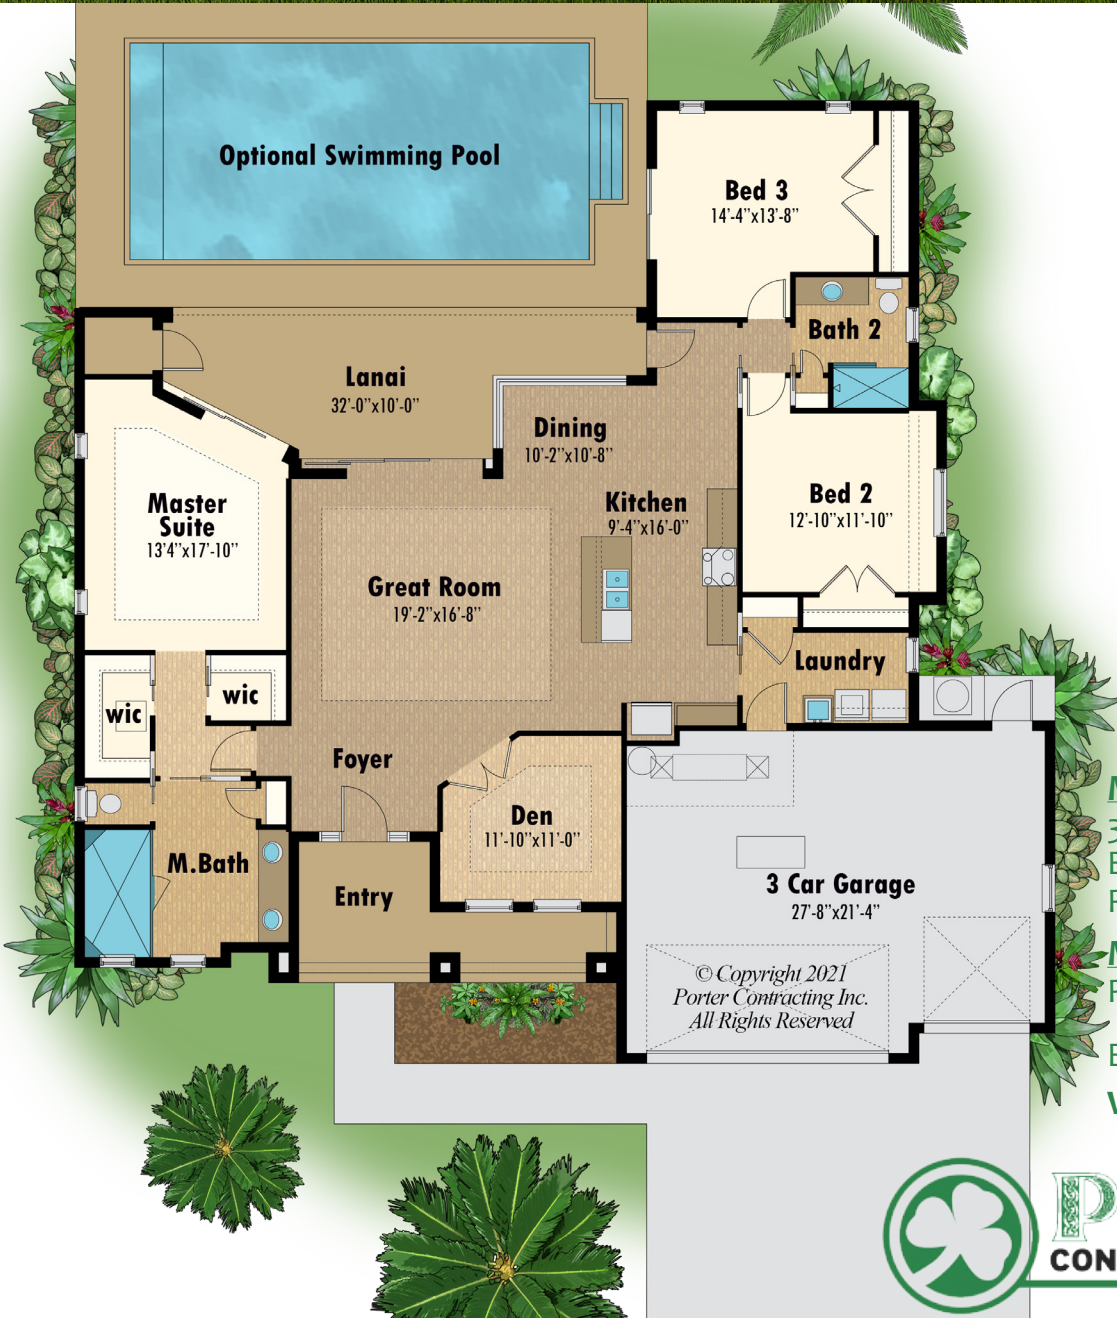 Optional Swimming Pool
Bed 3
14'-4"x13'-8"
Bath 2
Lanai
32'-0"x10'-0"
Dining
10'-2"x10'-8"
Kitchen
9'-4"x16'-0"
Bed 2
12'-10"x11'-10"
Master
Suite
13'4"x17'-10"
Great Room
19'-2"x16'-8"
Laundry
wic
wic
Foyer
Den
11'-10"x11'-0"
M.Bath
Entry
3 Car Garage
27'-8"x21'-4"
© Copyright 2021
Porter Contracting Inc.
All Rights Reserved
P
CON